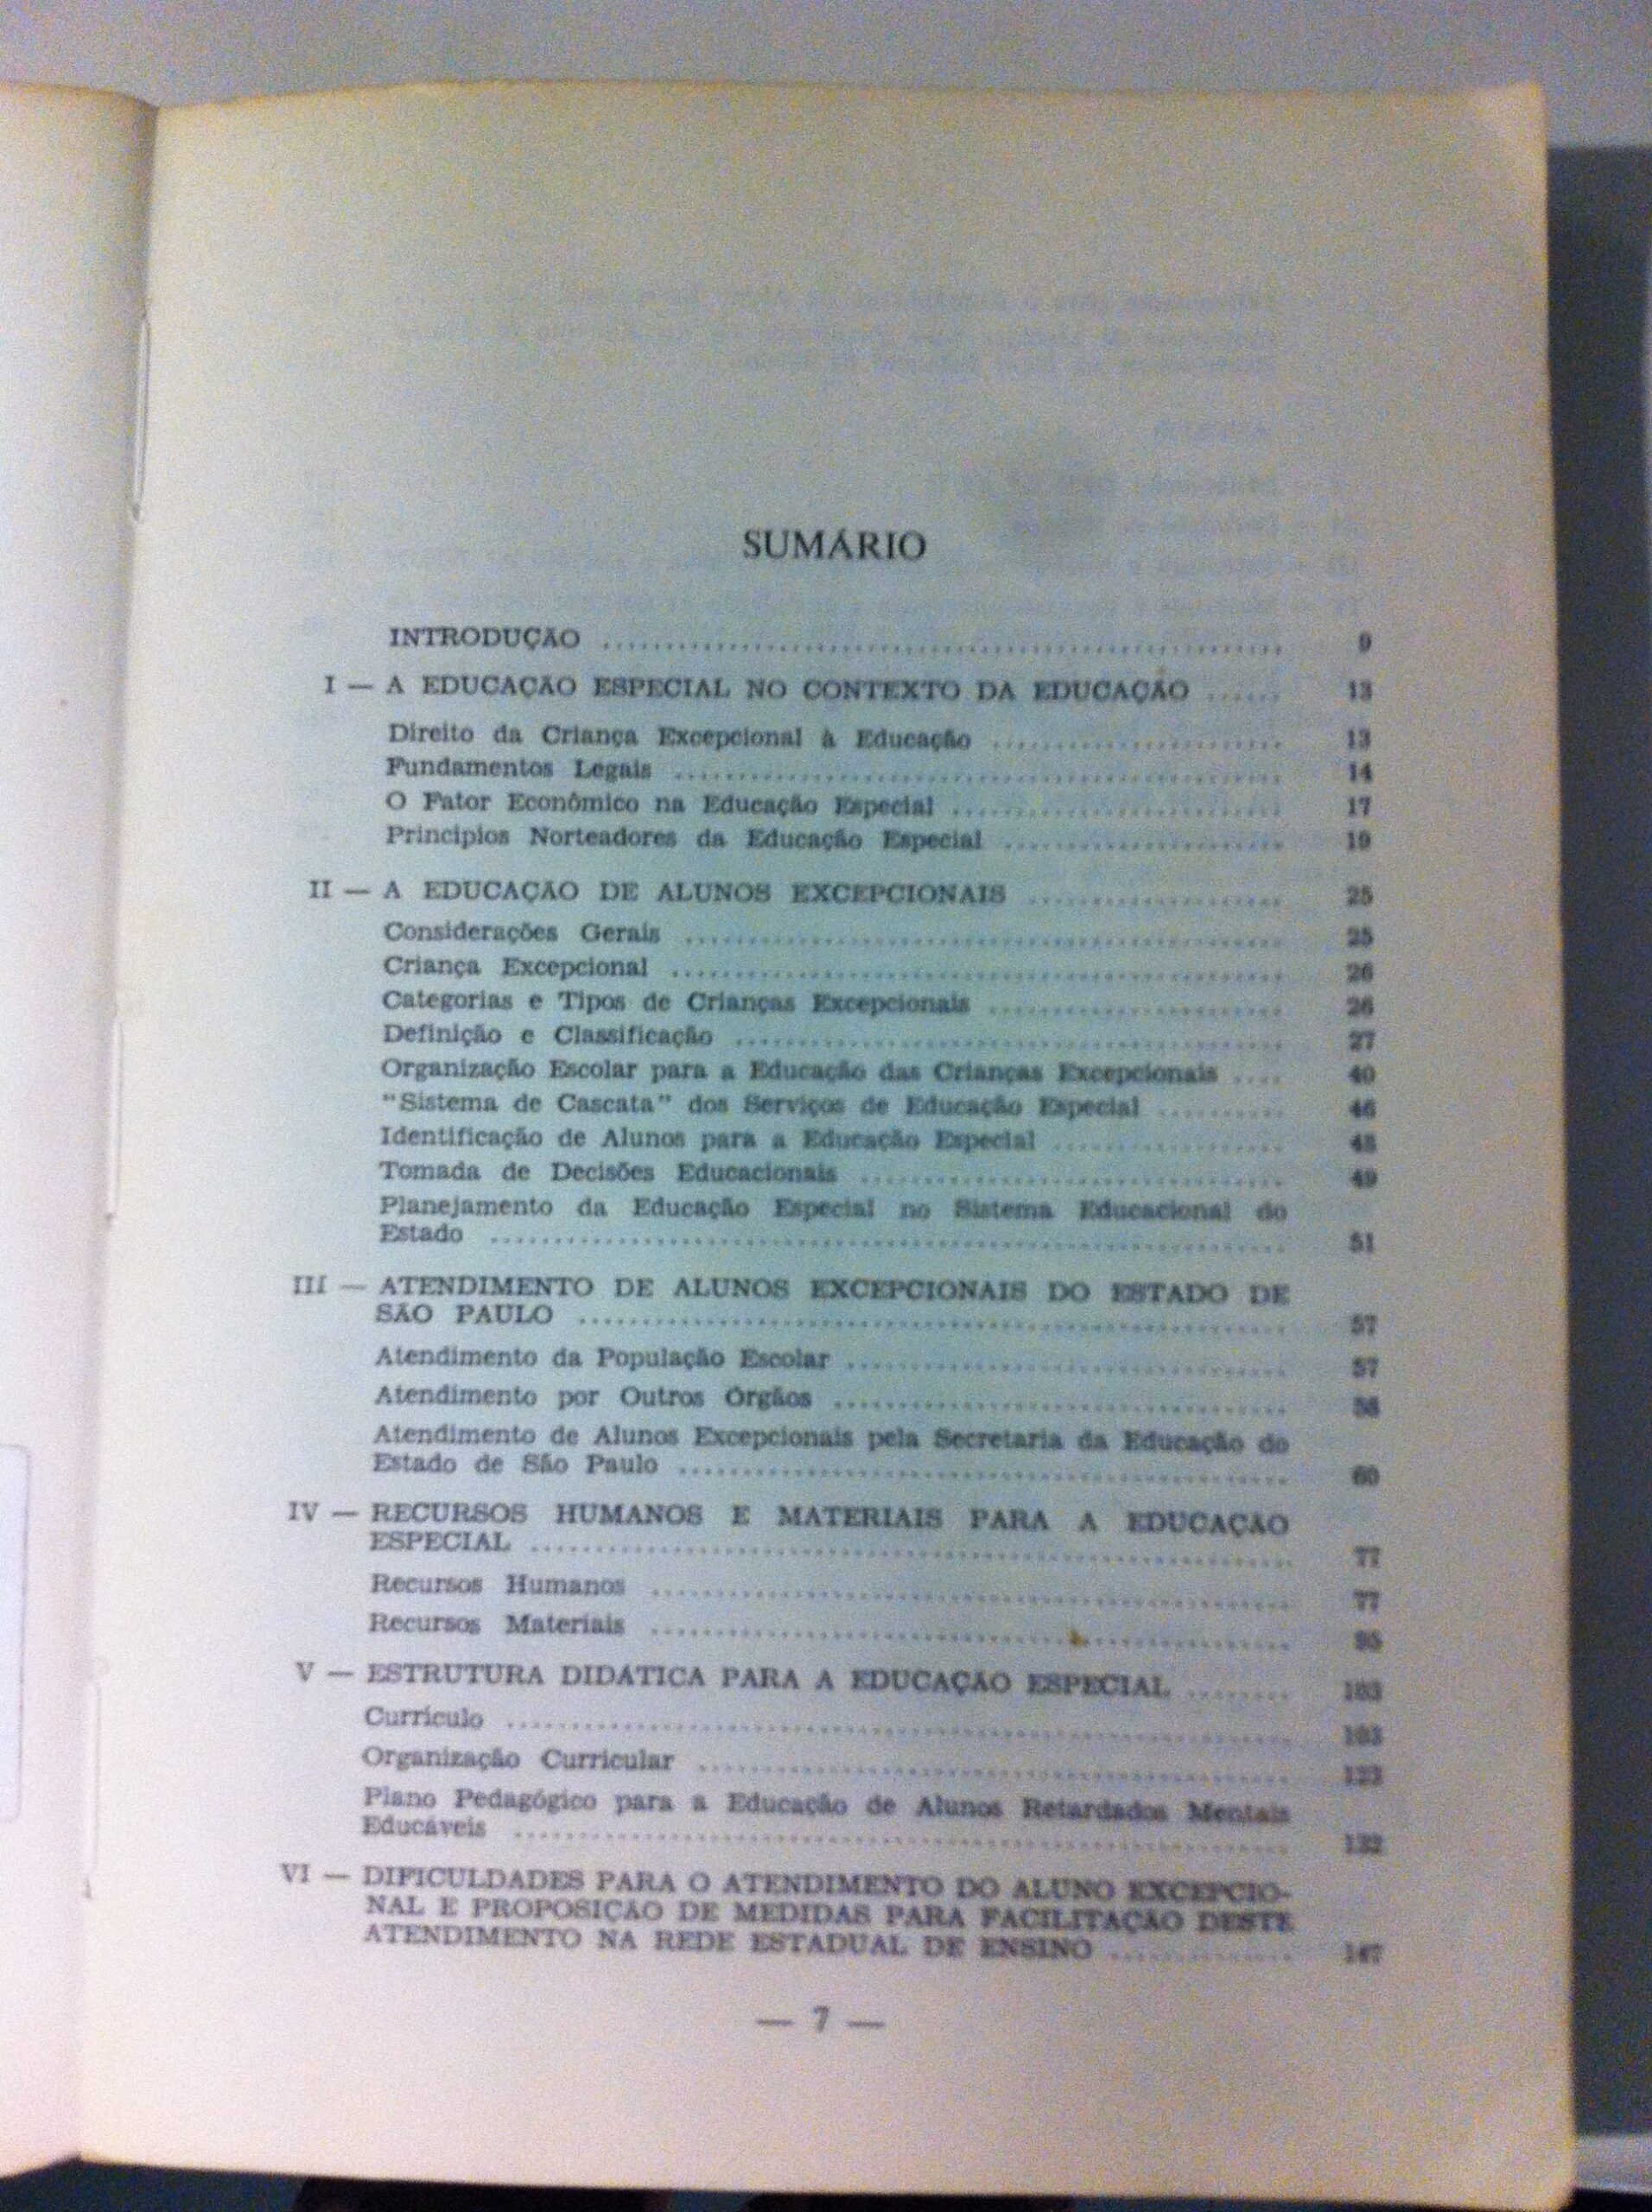 SUMÁRIO
INTRODUÇÃO .......... 9
I — A EDUCAÇÃO ESPECIAL NO CONTEXTO DA EDUCAÇÃO ...... 13
Direito da Criança Excepcional à Educação .......... 13
Fundamentos Legais .......... 14
O Fator Econômico na Educação Especial .......... 17
Princípios Norteadores da Educação Especial .......... 19
II — A EDUCAÇÃO DE ALUNOS EXCEPCIONAIS .......... 25
Considerações Gerais .......... 25
Criança Excepcional .......... 26
Categorias e Tipos de Crianças Excepcionais .......... 26
Definição e Classificação .......... 27
Organização Escolar para a Educação das Crianças Excepcionais .... 40
"Sistema de Cascata" dos Serviços de Educação Especial .......... 46
Identificação de Alunos para a Educação Especial .......... 48
Tomada de Decisões Educacionais .......... 49
Planejamento da Educação Especial no Sistema Educacional do
Estado .......... 51
III — ATENDIMENTO DE ALUNOS EXCEPCIONAIS DO ESTADO DE
SÃO PAULO .......... 57
Atendimento da População Escolar .......... 57
Atendimento por Outros Órgãos .......... 58
Atendimento de Alunos Excepcionais pela Secretaria da Educação do
Estado de São Paulo .......... 60
IV — RECURSOS HUMANOS E MATERIAIS PARA A EDUCAÇÃO
ESPECIAL .......... 77
Recursos Humanos .......... 77
Recursos Materiais ..........
V — ESTRUTURA DIDÁTICA PARA A EDUCAÇÃO ESPECIAL ........ 103
Currículo .......... 103
Organização Curricular .......... 123
Plano Pedagógico para a Educação de Alunos Retardados Mentais
Educáveis .......... 132
VI — DIFICULDADES PARA O ATENDIMENTO DO ALUNO EXCEPCIO-
NAL E PROPOSIÇÃO DE MEDIDAS PARA FACILITAÇÃO DESTE
ATENDIMENTO NA REDE ESTADUAL DE ENSINO .......... 147
— 7 —